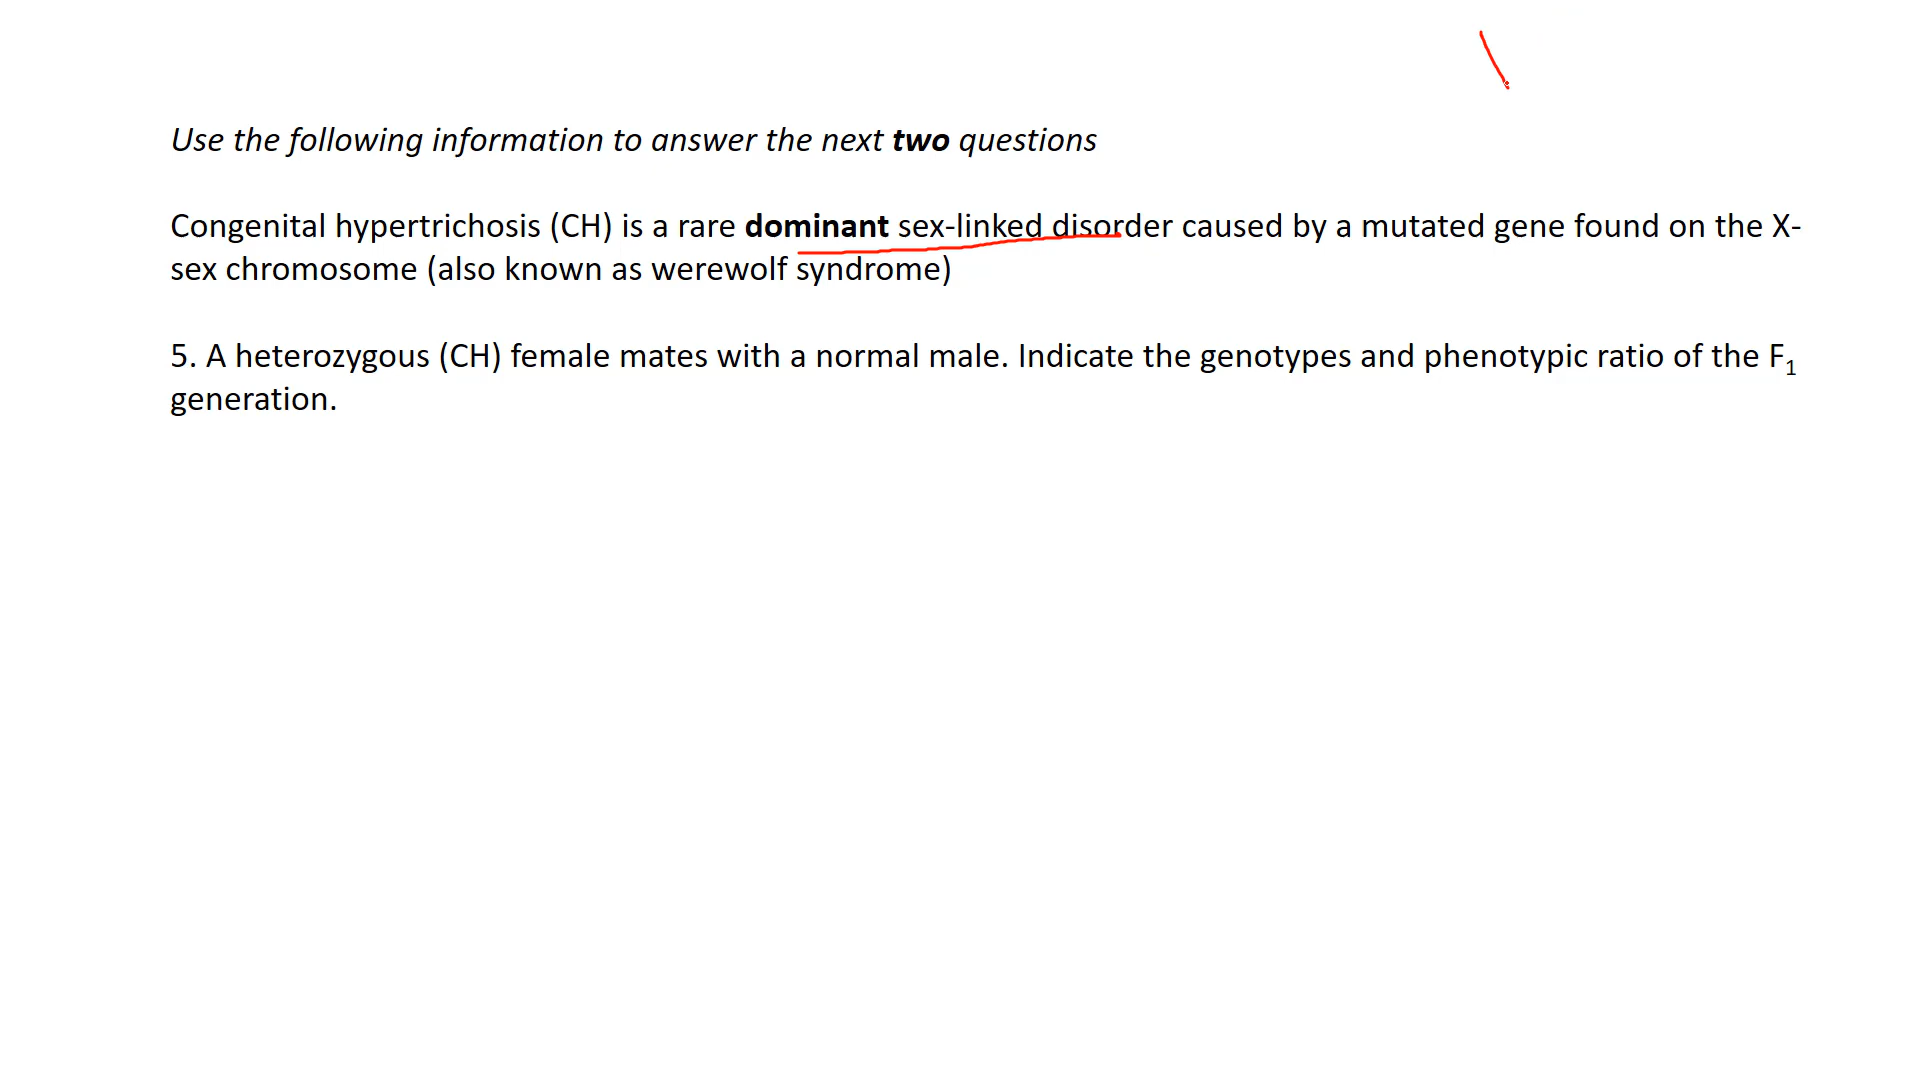 Use the following information to answer the next two questions
Congenital hypertrichosis (CH) is a rare dominant sex-linked disorder caused by a mutated gene found on the X-
sex chromosome (also known as werewolf syndrome)
5. A heterozygous (CH) female mates with a normal male. Indicate the genotypes and phenotypic ratio of the F₁
generation.